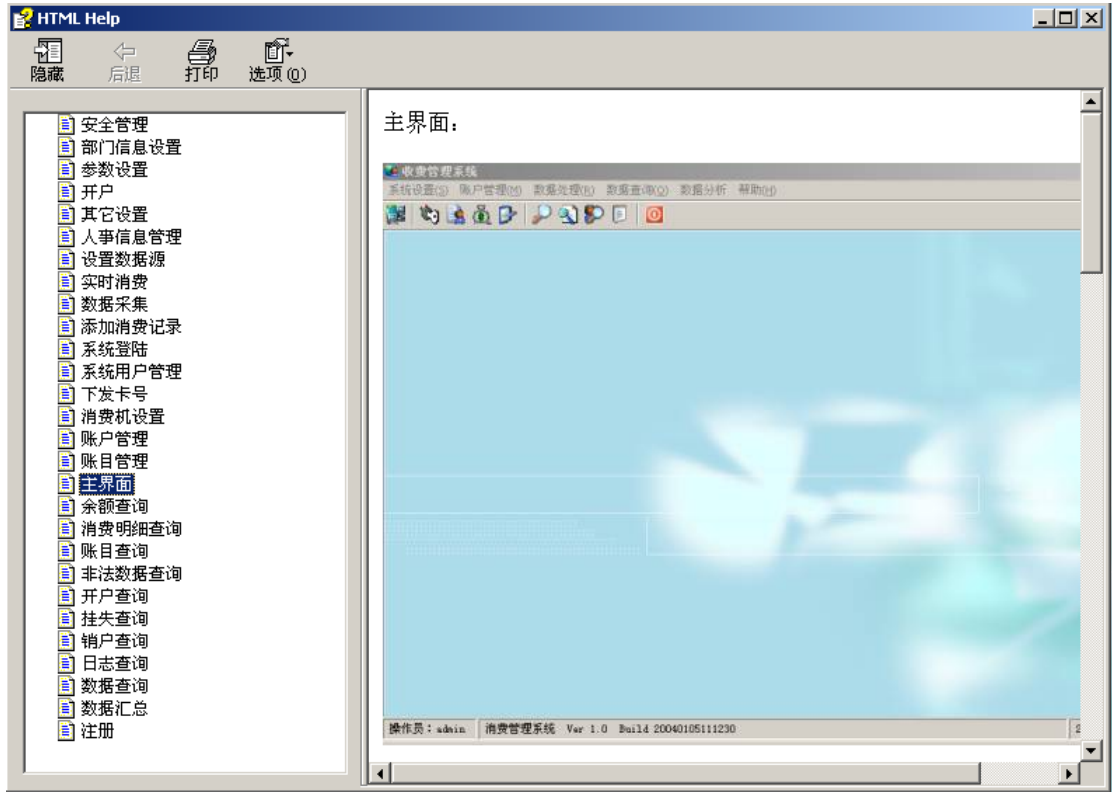 HTML Help
隐藏 后退 打印 选项(O)
安全管理
部门信息设置
参数设置
开户
其它设置
人事信息管理
设置数据源
实时消费
数据采集
添加消费记录
系统登陆
系统用户管理
下发卡号
消费机设置
账户管理
账目管理
主界面
余额查询
消费明细查询
账目查询
非法数据查询
开户查询
挂失查询
销户查询
日志查询
数据查询
数据汇总
注册
主界面：
收费管理系统
系统设置(S) 账户管理(M) 数据处理(R) 数据查询(Q) 数据分析 帮助(H)
操作员：admin 消费管理系统 Ver 1.0 Build 20040105111230